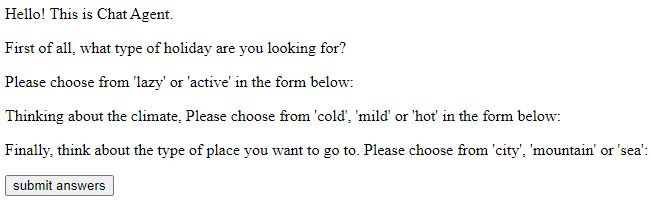 Hello! This is Chat Agent.
First of all, what type of holiday are you looking for?
Please choose from 'lazy' or 'active' in the form below:
Thinking about the climate, Please choose from 'cold', 'mild' or 'hot' in the form below:
Finally, think about the type of place you want to go to. Please choose from 'city', 'mountain' or 'sea':
submit answers